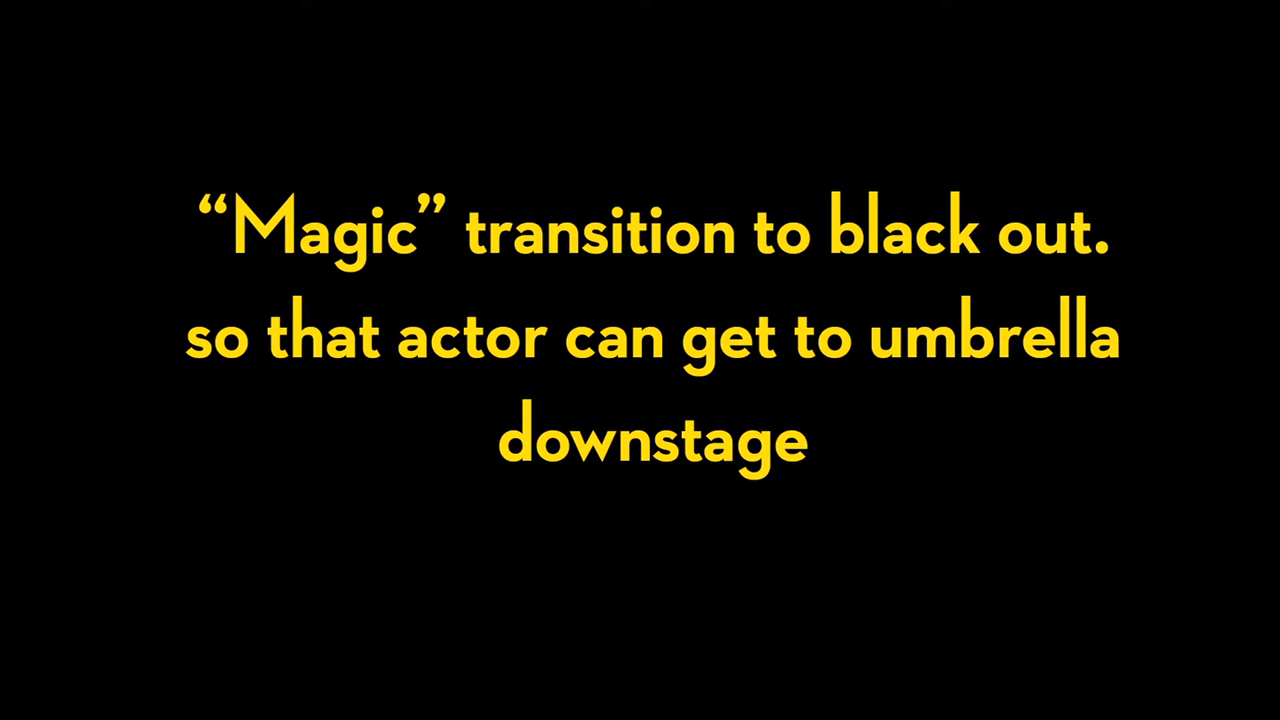 “Magic” transition to black out.
so that actor can get to umbrella
downstage